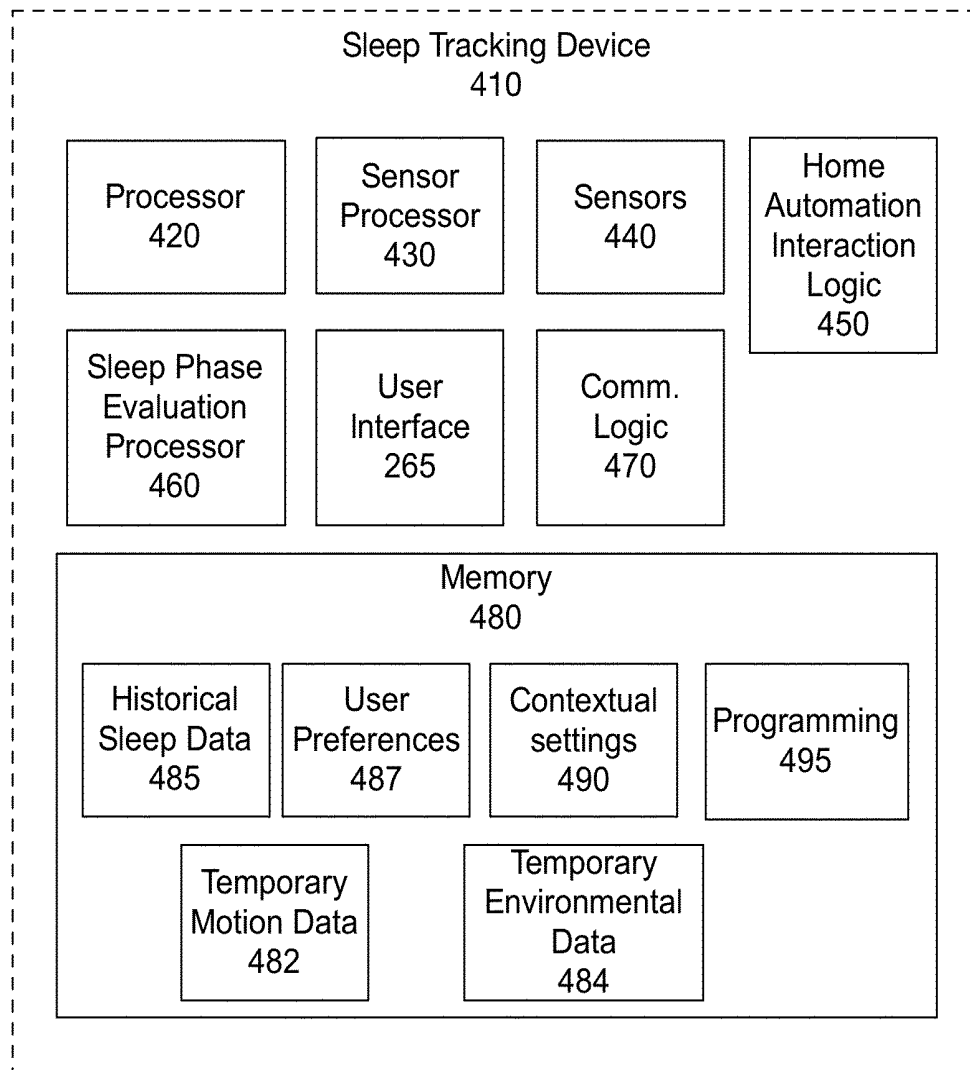 Sleep Tracking Device
410
Processor
420
Sensor
Processor
430
Sensors
440
Home
Automation
Interaction
Logic
450
Sleep Phase
Evaluation
Processor
460
User
Interface
265
Comm.
Logic
470
Memory
480
Historical
Sleep Data
485
User
Preferences
487
Contextual
settings
490
Programming
495
Temporary
Motion Data
482
Temporary
Environmental
Data
484